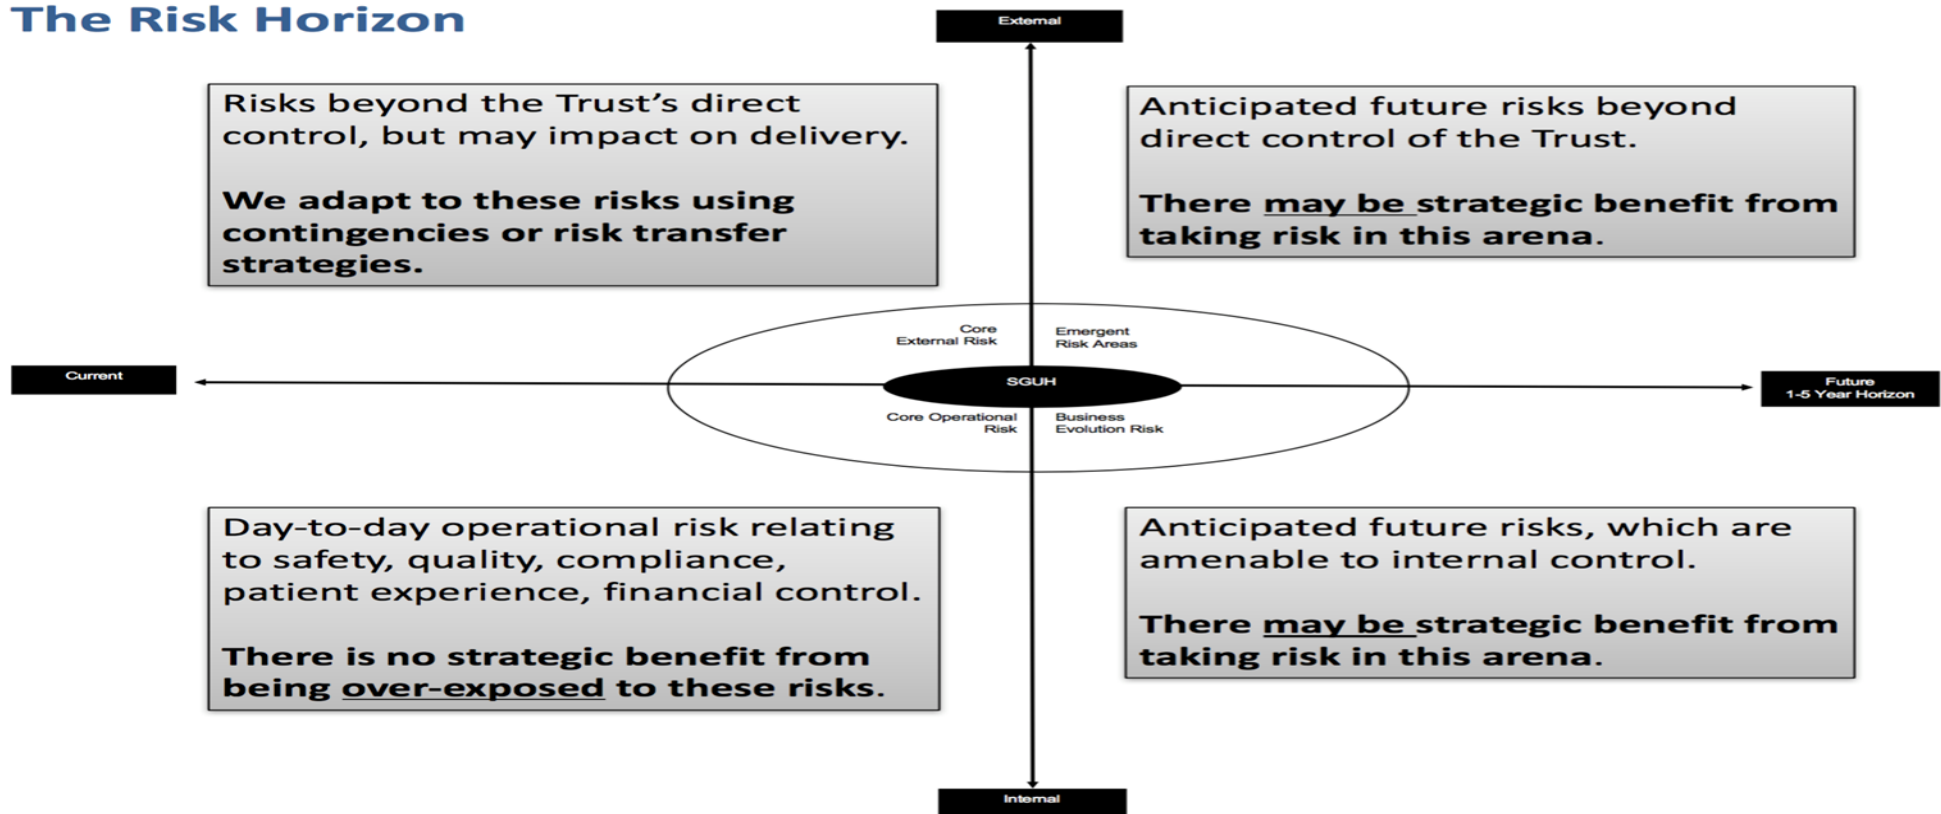 The Risk Horizon
External
Risks beyond the Trust’s direct
control, but may impact on delivery.
We adapt to these risks using
contingencies or risk transfer
strategies.
Anticipated future risks beyond
direct control of the Trust.
There may be strategic benefit from
taking risk in this arena.
Core
External Risk
Emergent
Risk Areas
Current
SGUH
Future
1-5 Year Horizon
Core Operational
Risk
Business
Evolution Risk
Day-to-day operational risk relating
to safety, quality, compliance,
patient experience, financial control.
There is no strategic benefit from
being over-exposed to these risks.
Anticipated future risks, which are
amenable to internal control.
There may be strategic benefit from
taking risk in this arena.
Internal